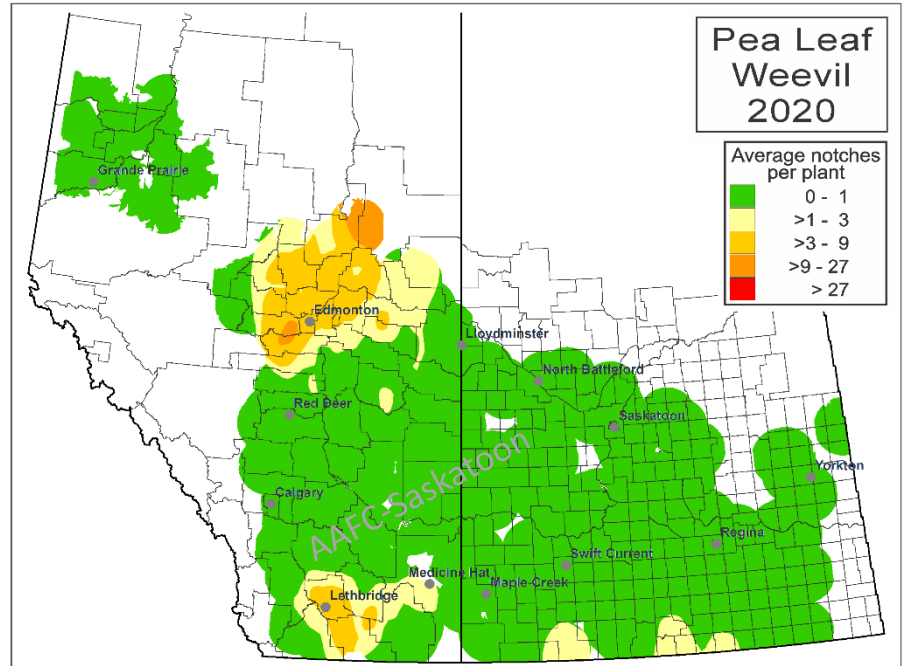 Pea Leaf
Weevil
2020
Average notches
per plant
0 - 1
>1 - 3
>3 - 9
>9 - 27
> 27
Grande Prairie
Edmonton
Lloydminster
North Battleford
Red Deer
Saskatoon
Yorkton
Calgary
AAFC-Saskatoon
Regina
Swift Current
Medicine Hat
Maple Creek
Lethbridge